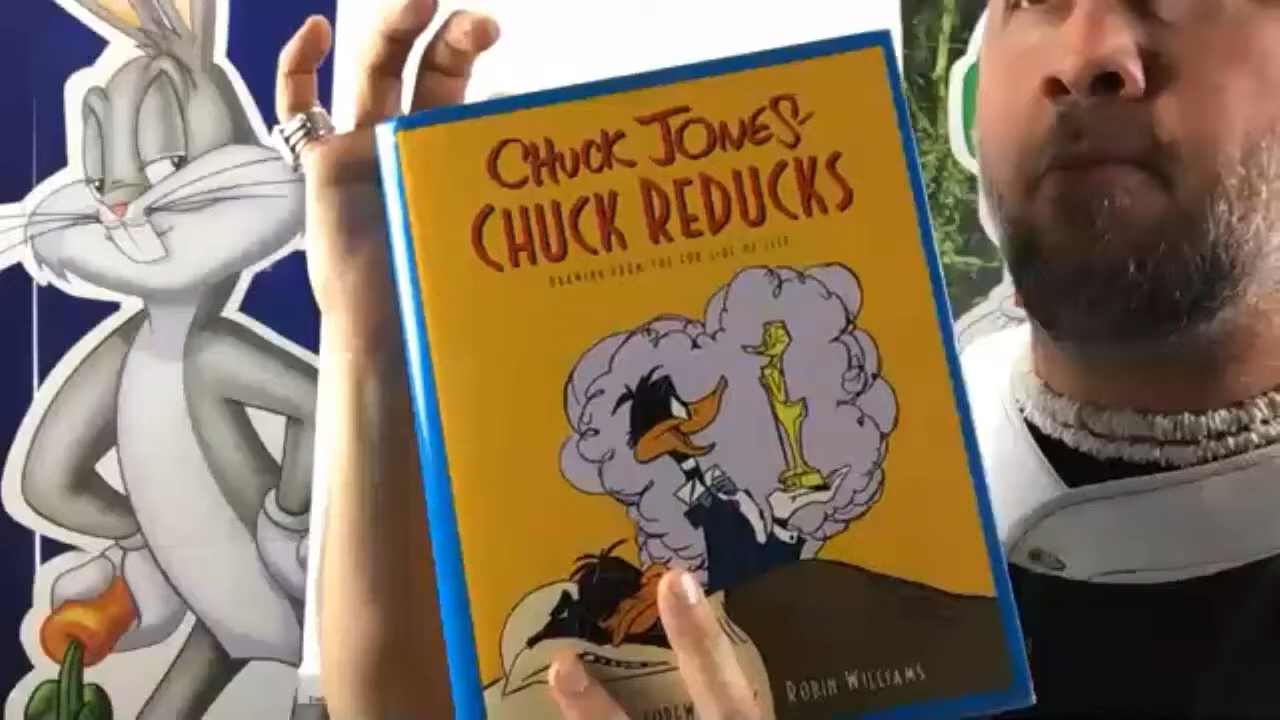 CHUCK JONES
CHUCK REDUCKS
DRAWING FROM THE FUN SIDE OF LIFE
ROBIN WILLIAMS